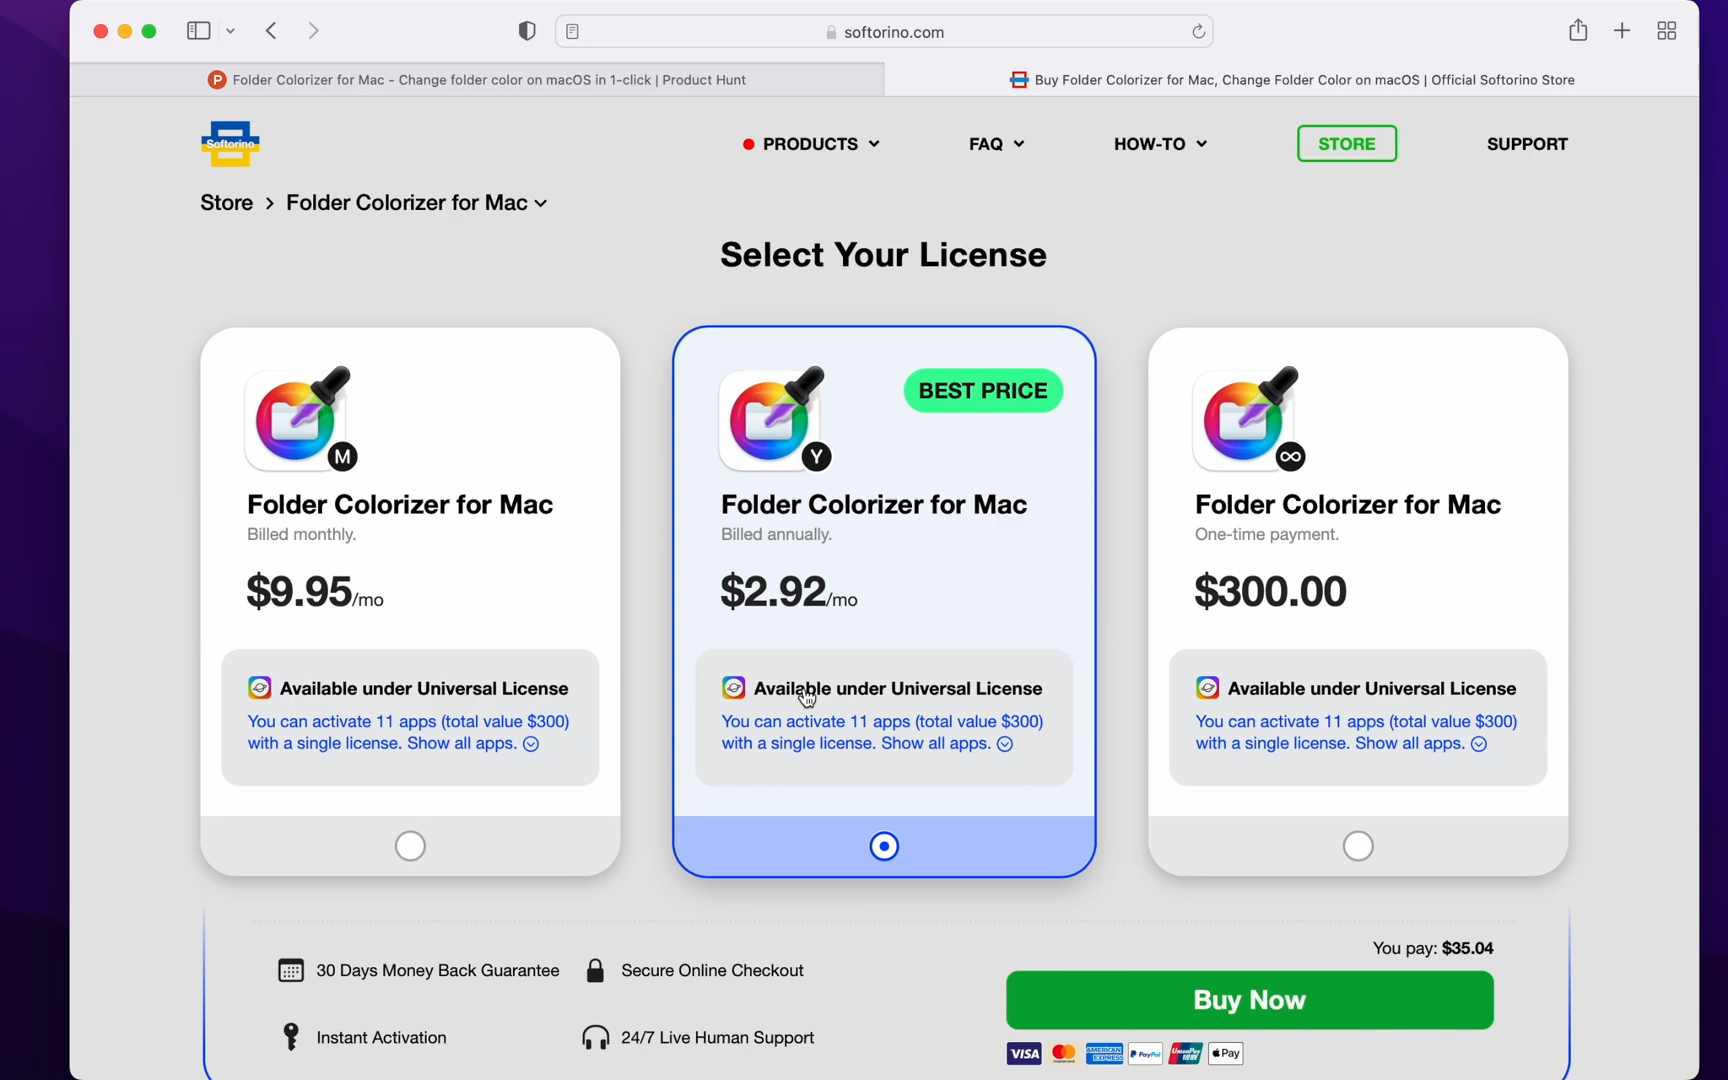 softorino.com
Folder Colorizer for Mac - Change folder color on macOS in 1-click | Product Hunt
Buy Folder Colorizer for Mac, Change Folder Color on macOS | Official Softorino Store
Softorino
PRODUCTS
FAQ
HOW-TO
STORE
SUPPORT
Store > Folder Colorizer for Mac
Select Your License
M
Folder Colorizer for Mac
Billed monthly.
$9.95/mo
Available under Universal License
You can activate 11 apps (total value $300)
with a single license. Show all apps.
BEST PRICE
Y
Folder Colorizer for Mac
Billed annually.
$2.92/mo
Available under Universal License
You can activate 11 apps (total value $300)
with a single license. Show all apps.
∞
Folder Colorizer for Mac
One-time payment.
$300.00
Available under Universal License
You can activate 11 apps (total value $300)
with a single license. Show all apps.
30 Days Money Back Guarantee
Secure Online Checkout
Instant Activation
24/7 Live Human Support
You pay: $35.04
Buy Now
VISA
AMERICAN EXPRESS
PayPal
UnionPay
Pay